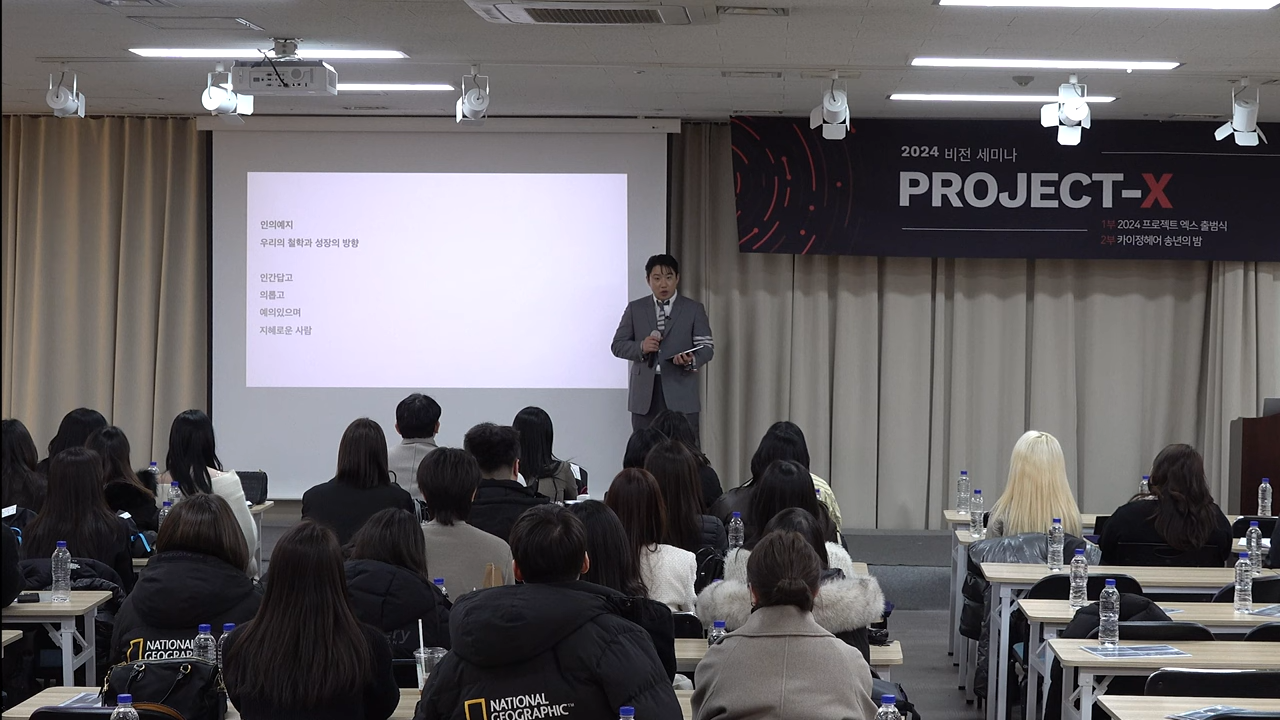 2024 비전 세미나
PROJECT-X
1부 2024 프로젝트 엑스 출범식
2부 카이정헤어 송년의 밤
인의예지
우리의 철학과 성장의 방향
인간답고
의롭고
예의있으며
지혜로운 사람
NATIONAL
GEOGRAPHIC
NATIONAL
GEOGRAPHIC™